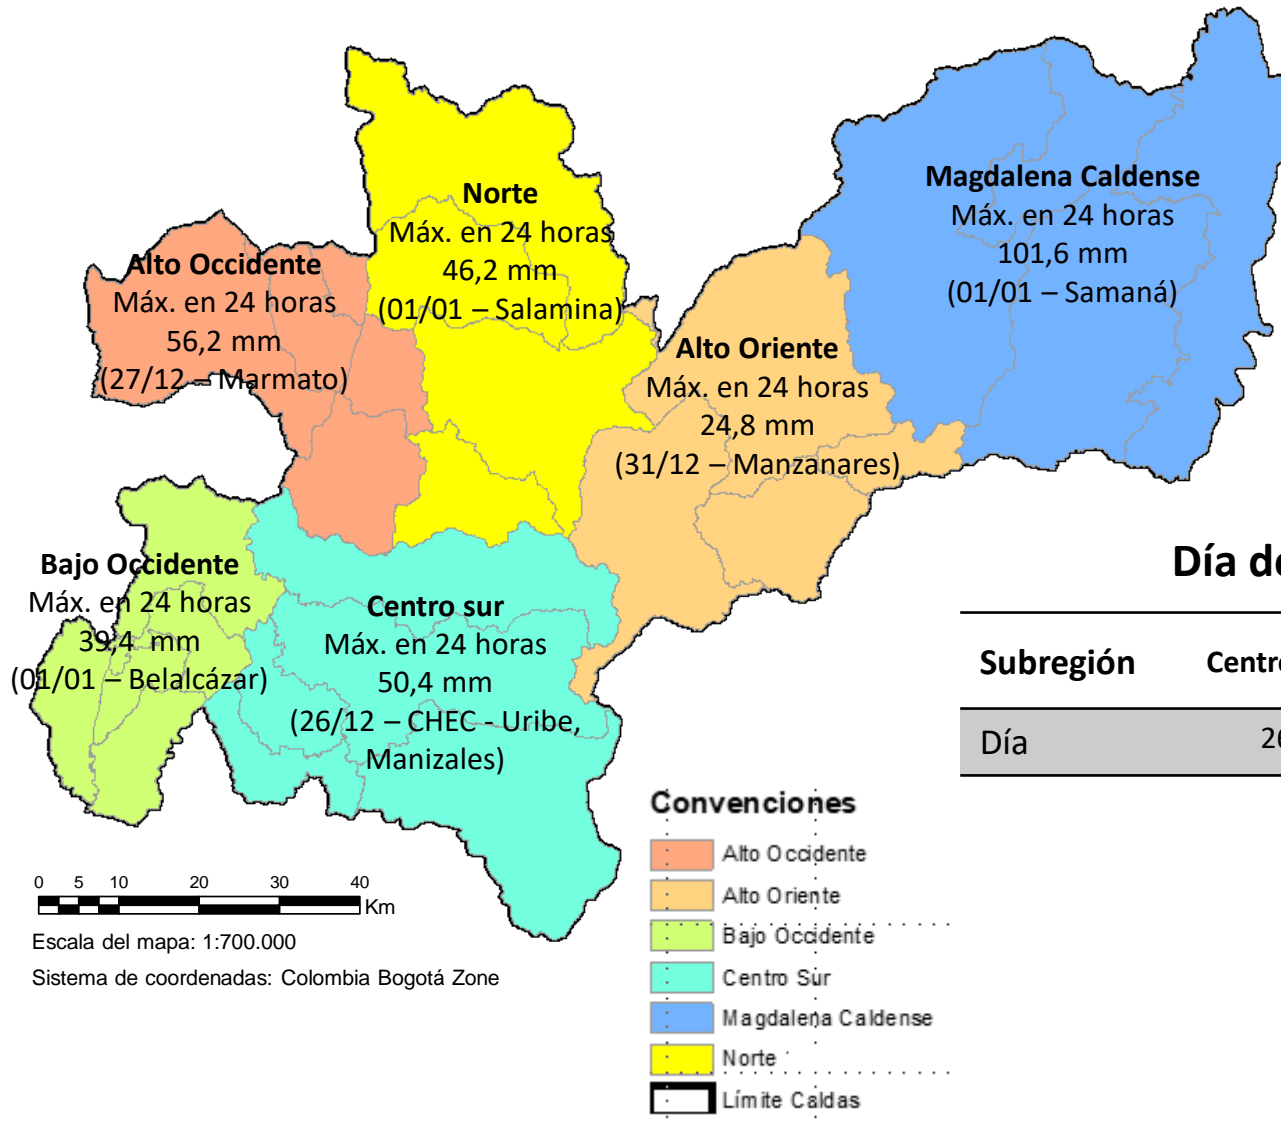 Norte
Máx. en 24 horas
46,2 mm
(01/01 – Salamina)
Magdalena Caldense
Máx. en 24 horas
101,6 mm
(01/01 – Samaná)
Alto Occidente
Máx. en 24 horas
56,2 mm
(27/12 – Marmato)
Alto Oriente
Máx. en 24 horas
24,8 mm
(31/12 – Manzanares)
Bajo Occidente
Máx. en 24 horas
39,4 mm
(01/01 – Belalcázar)
Centro sur
Máx. en 24 horas
50,4 mm
(26/12 – CHEC - Uribe,
Manizales)
Día de
Subregión Centro
Día 26
Convenciones
Alto Occidente
Alto Oriente
Bajo Occidente
Centro Sur
Magdalena Caldense
Norte
Límite Caldas
0 5 10 20 30 40
Km
Escala del mapa: 1:700.000
Sistema de coordenadas: Colombia Bogotá Zone